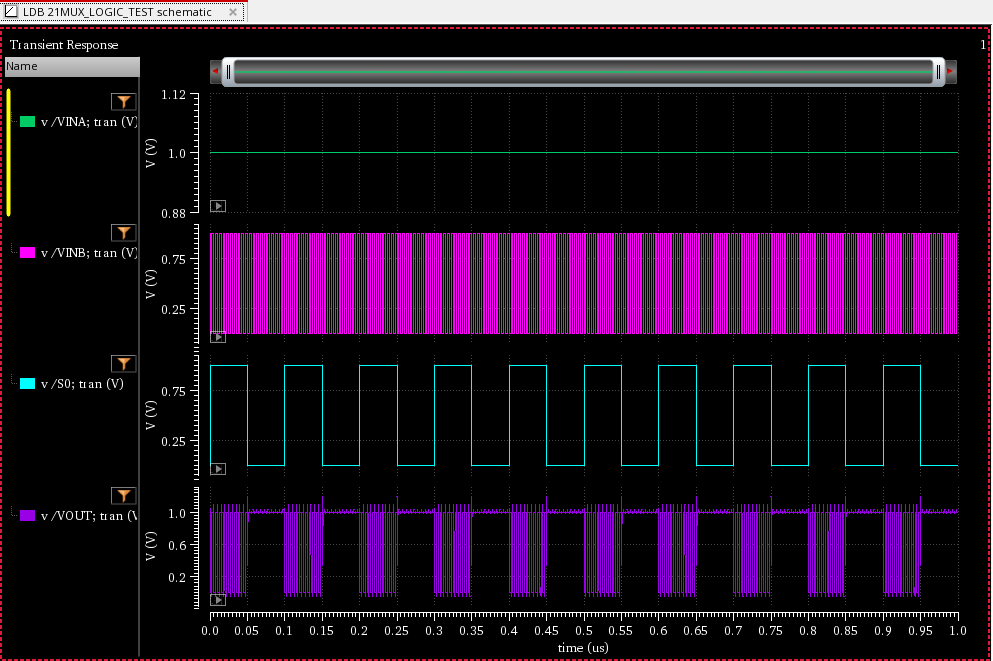 LDB 21MUX_LOGIC_TEST schematic
Transient Response
1
Name
v /VINA; tran (V)
1.12
1.0
0.88
V (V)
v /VINB; tran (V)
0.75
0.25
V (V)
v /S0; tran (V)
0.75
0.25
V (V)
v /VOUT; tran (V
1.0
0.6
0.2
V (V)
0.0 0.05 0.1 0.15 0.2 0.25 0.3 0.35 0.4 0.45 0.5 0.55 0.6 0.65 0.7 0.75 0.8 0.85 0.9 0.95 1.0
time (us)